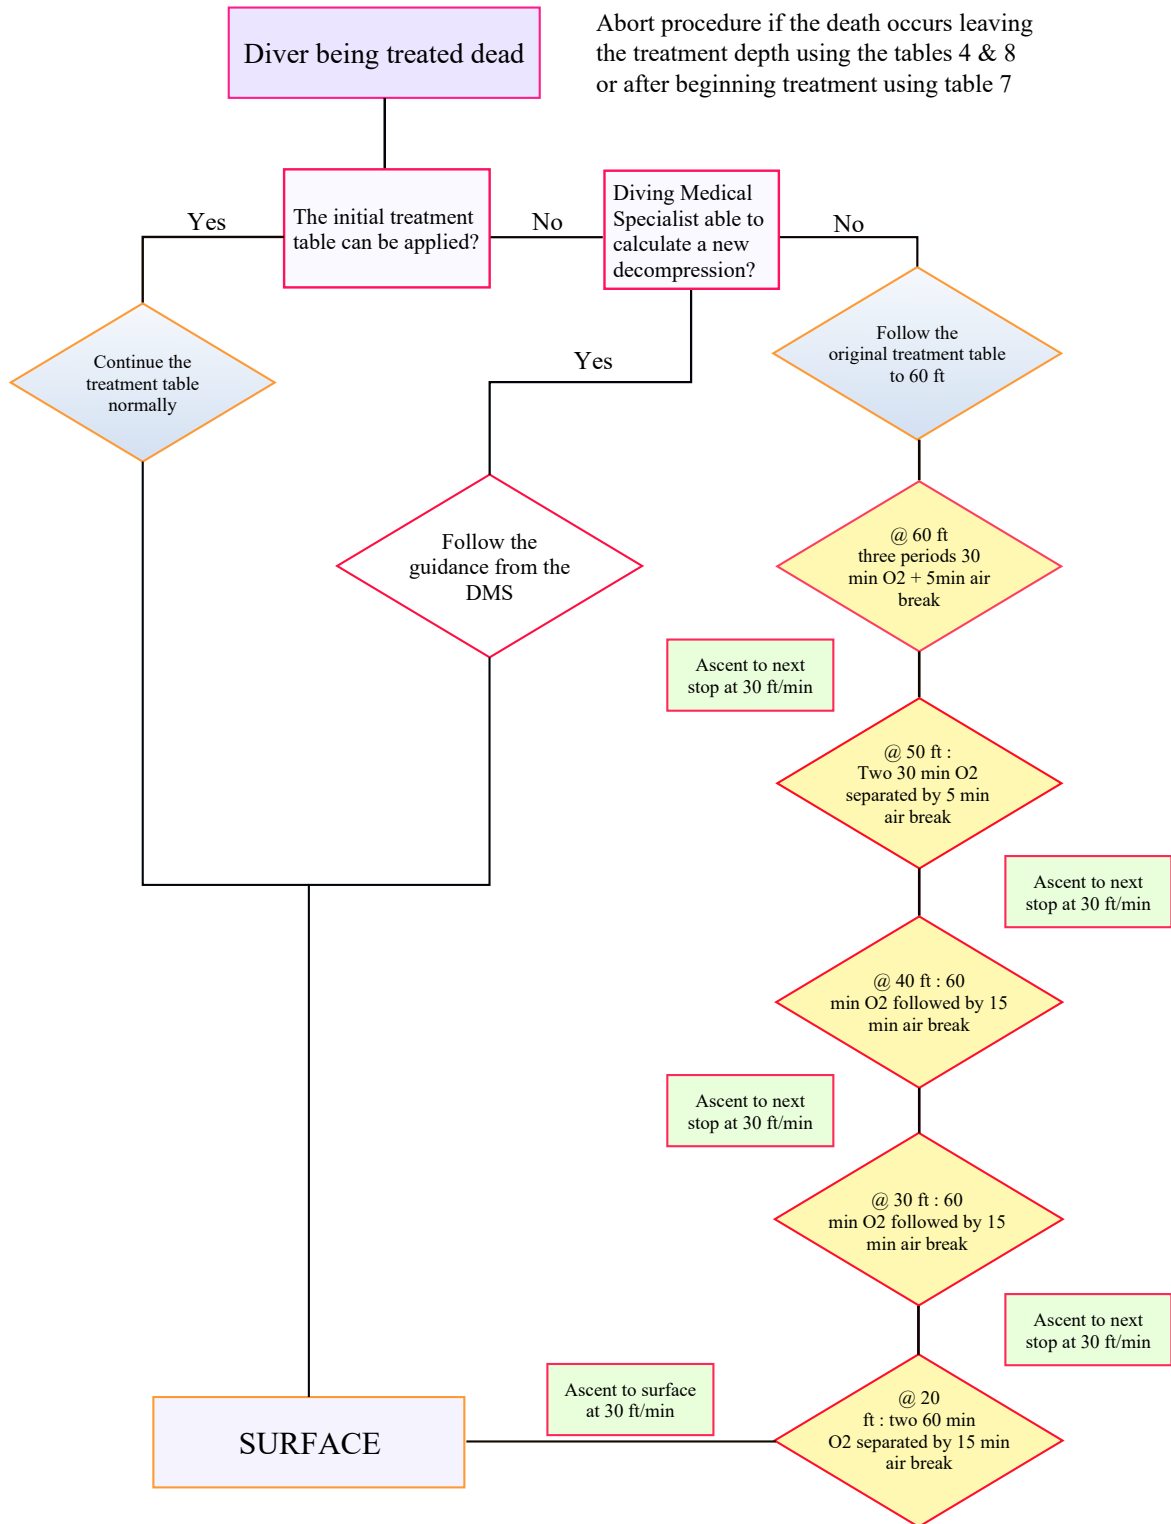 Diver being treated dead
Abort procedure if the death occurs leaving
the treatment depth using the tables 4 & 8
or after beginning treatment using table 7
The initial treatment
table can be applied?
Yes
No
Diving Medical
Specialist able to
calculate a new
decompression?
No
Yes
Continue the
treatment table
normally
Follow the
original treatment table
to 60 ft
Follow the
guidance from the
DMS
@ 60 ft
three periods 30
min O2 + 5min air
break
Ascent to next
stop at 30 ft/min
@ 50 ft :
Two 30 min O2
separated by 5 min
air break
Ascent to next
stop at 30 ft/min
@ 40 ft : 60
min O2 followed by 15
min air break
Ascent to next
stop at 30 ft/min
@ 30 ft : 60
min O2 followed by 15
min air break
Ascent to next
stop at 30 ft/min
@ 20
ft : two 60 min
O2 separated by 15 min
air break
Ascent to surface
at 30 ft/min
SURFACE